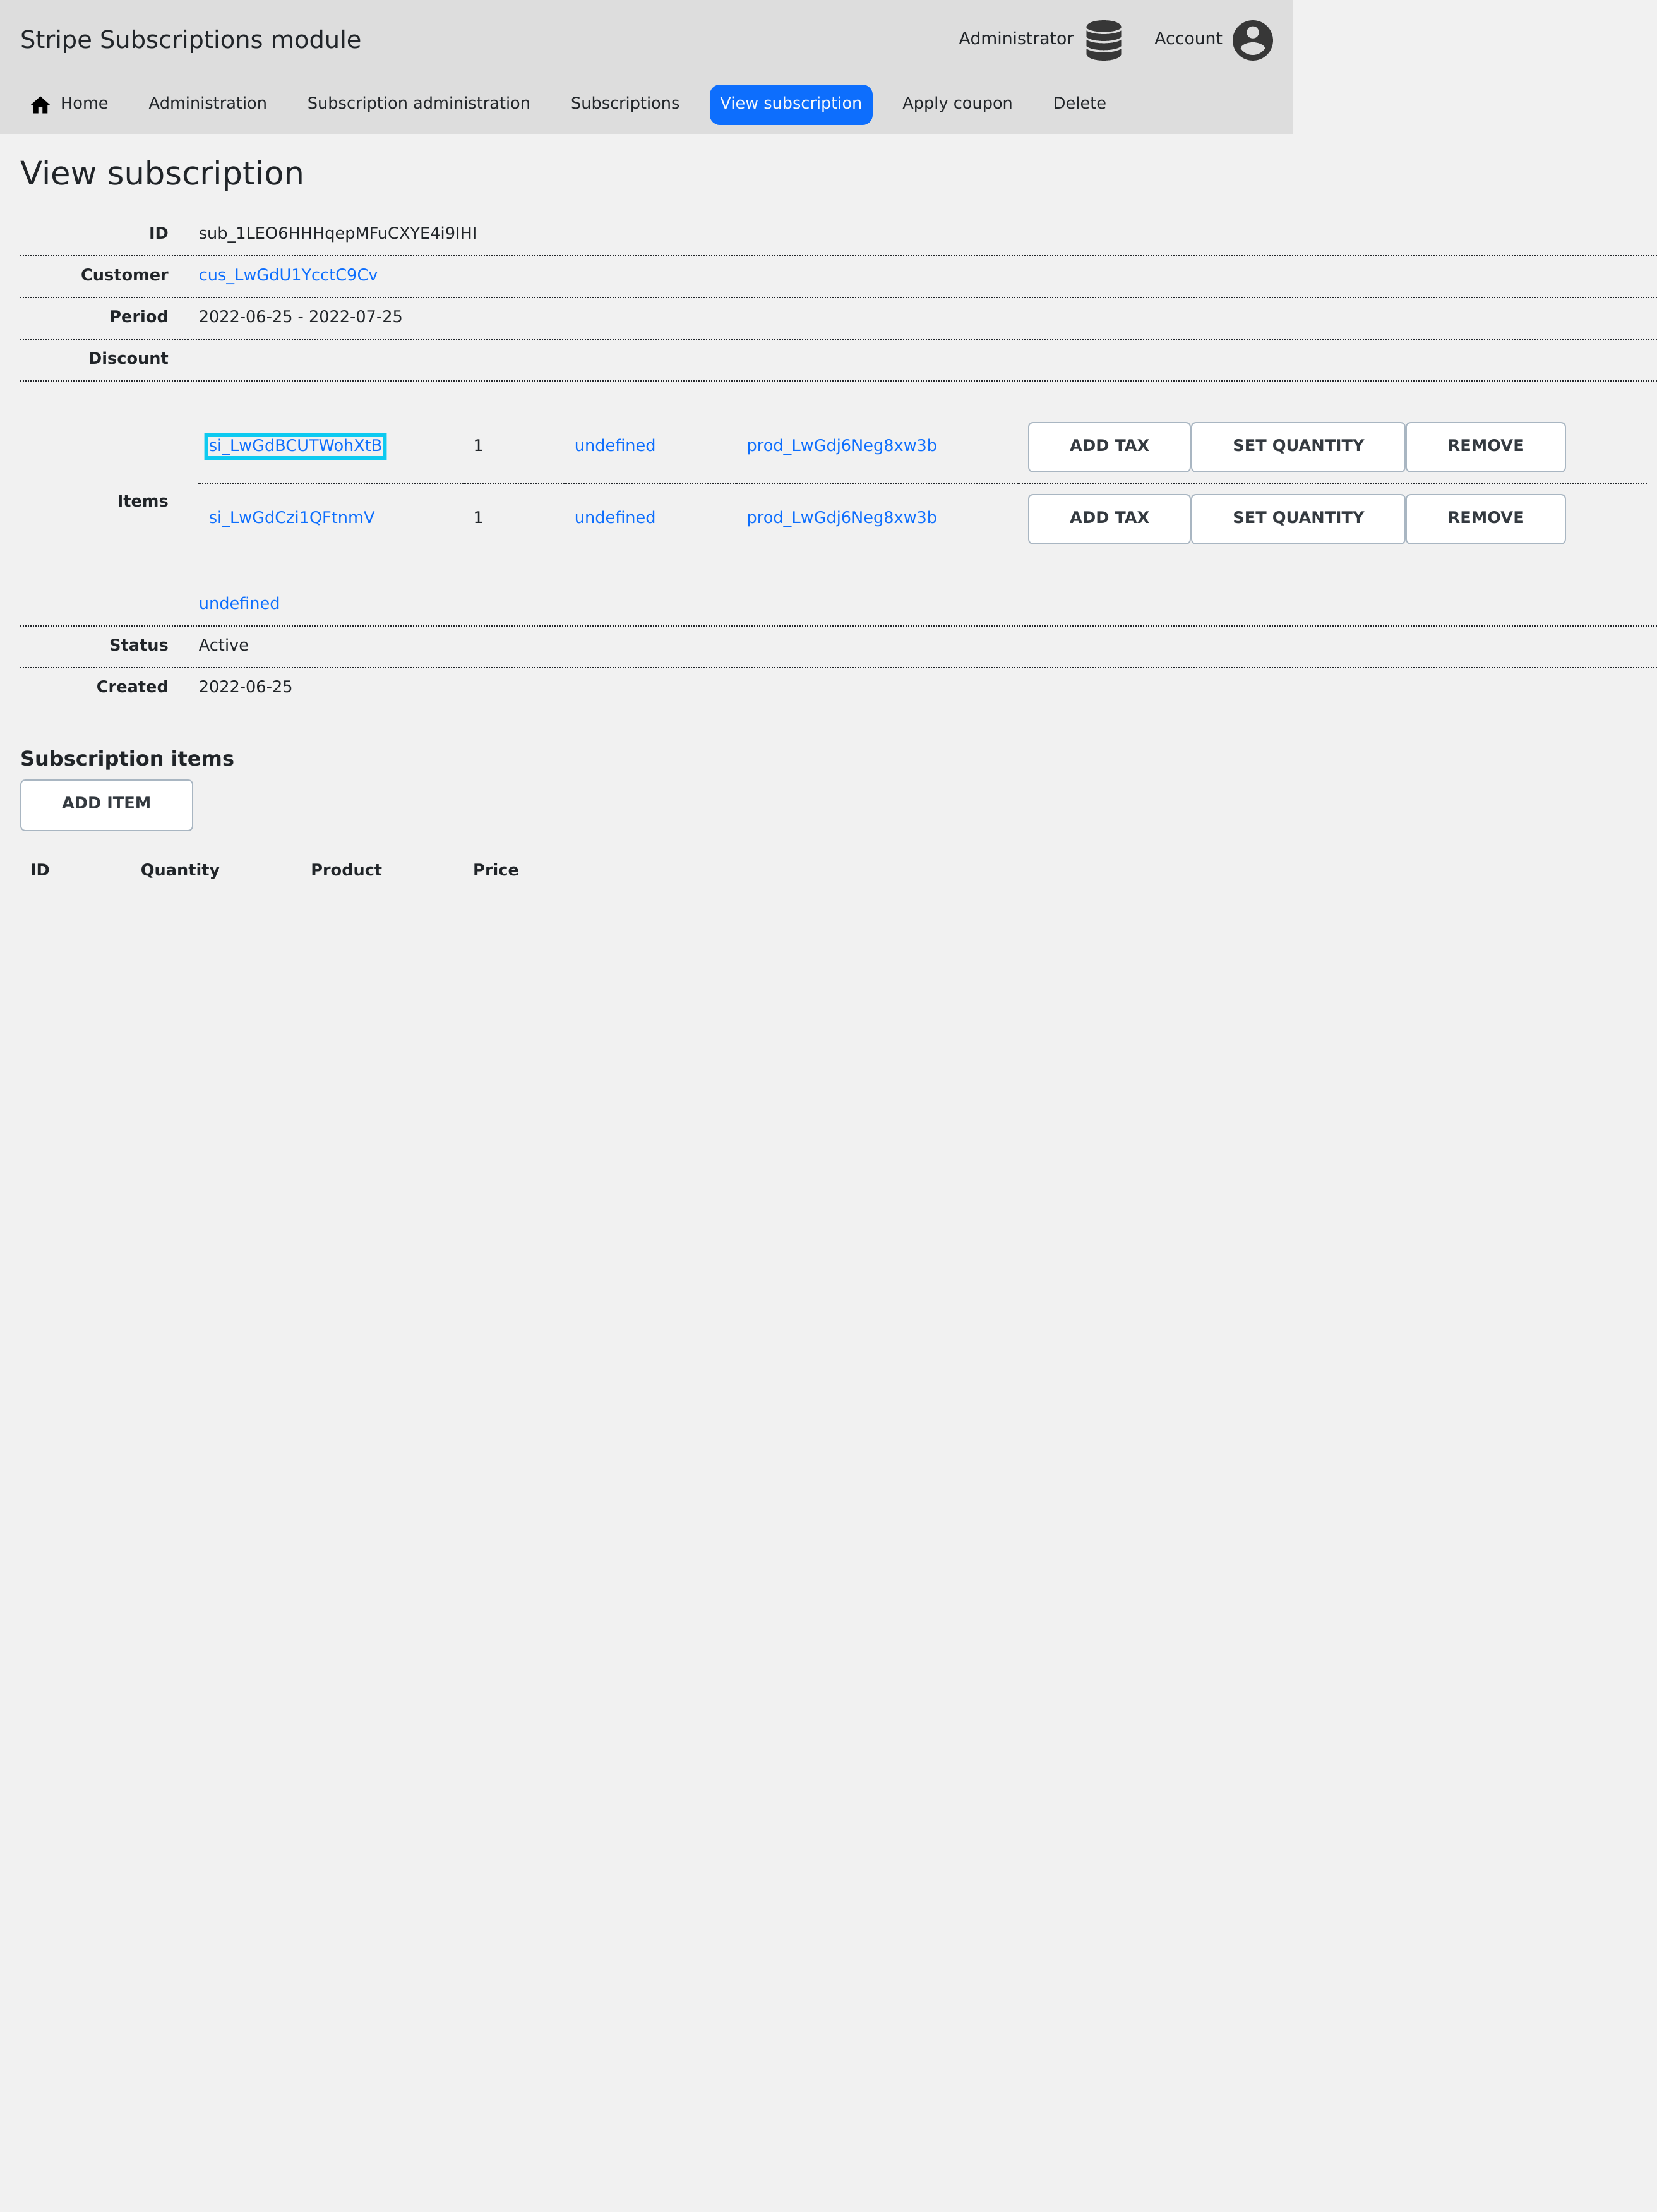 Stripe Subscriptions module
Administrator
Account
Home Administration Subscription administration Subscriptions View subscription Apply coupon Delete
View subscription
ID sub_1LEO6HHHqepMFuCXYE4i9IHI
Customer cus_LwGdU1YcctC9Cv
Period 2022-06-25 - 2022-07-25
Discount
Items
si_LwGdBCUTWohXtB 1 undefined prod_LwGdj6Neg8xw3b ADD TAX SET QUANTITY REMOVE
si_LwGdCzi1QFtnmV 1 undefined prod_LwGdj6Neg8xw3b ADD TAX SET QUANTITY REMOVE
undefined
Status Active
Created 2022-06-25
Subscription items
ADD ITEM
ID Quantity Product Price